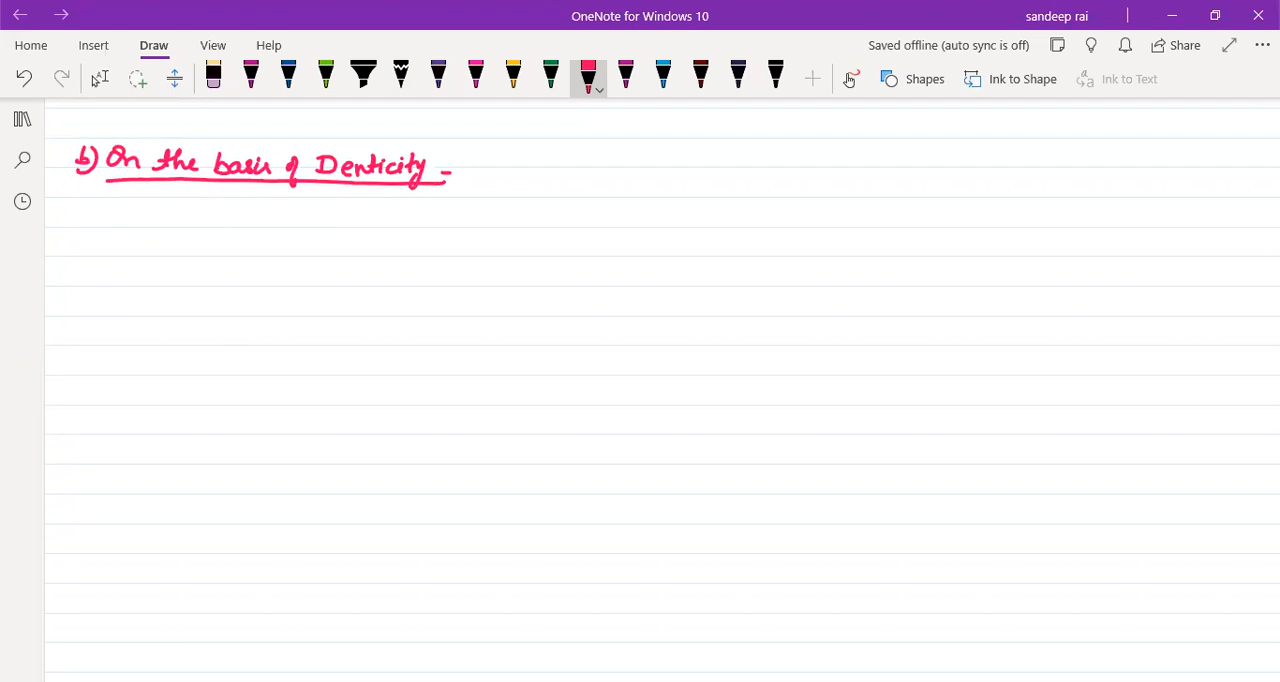 OneNote for Windows 10
sandeep rai
Home Insert Draw View Help
Saved offline (auto sync is off) Share
Shapes Ink to Shape Ink to Text
b) On the basis of Denticity -